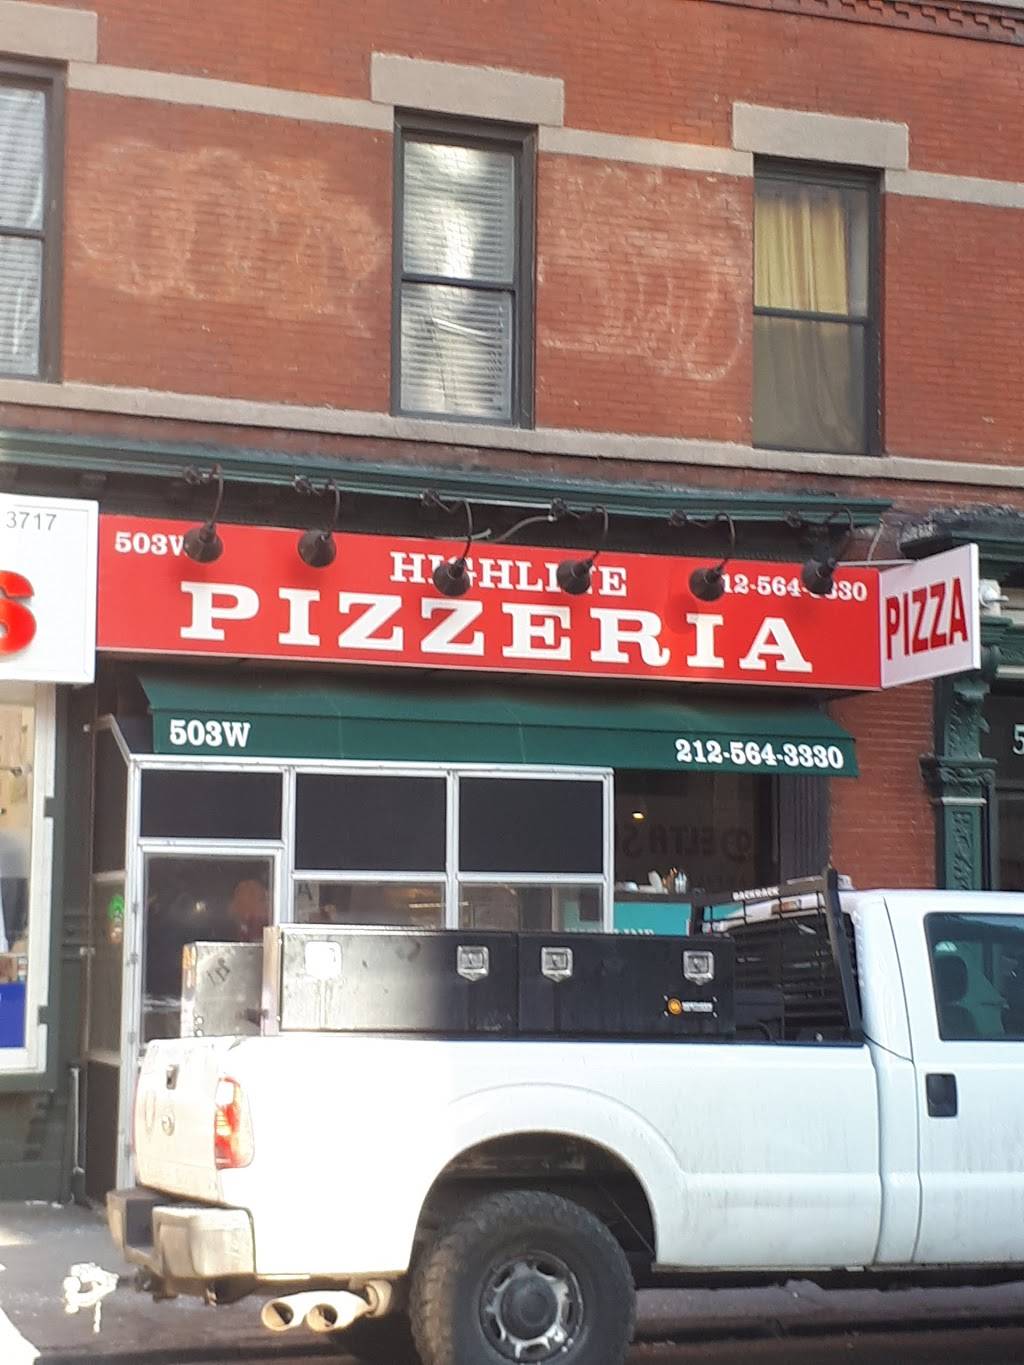 3717
503W
HIGHLINE
212-564-3330
PIZZERIA
PIZZA
503W
212-564-3330
BACKRACK